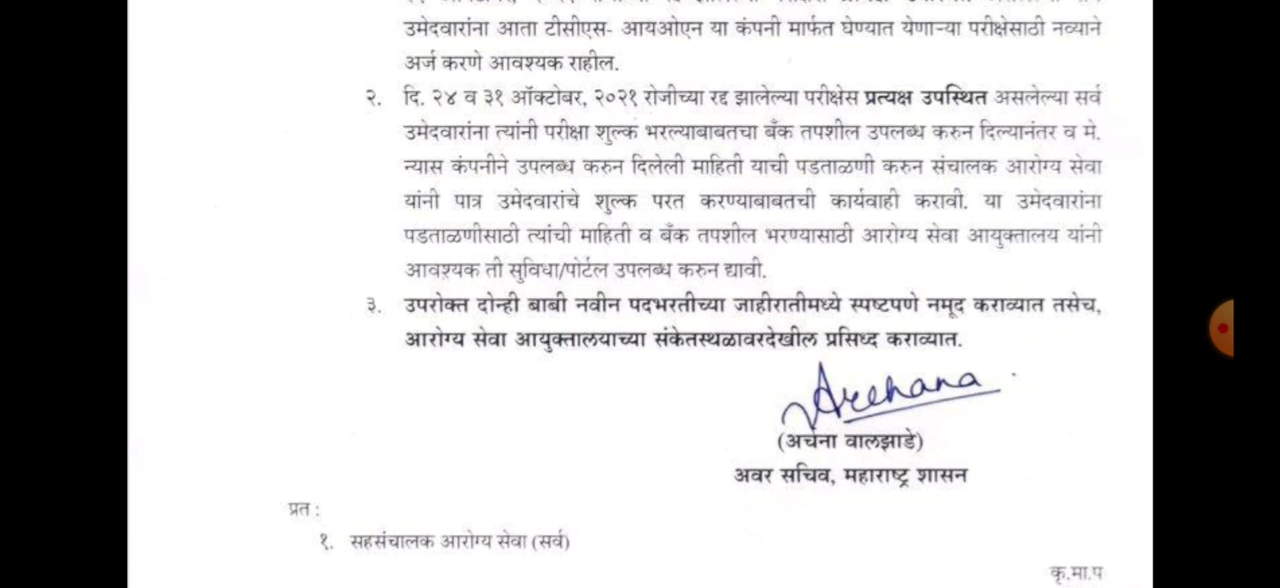 उमेदवारांना आता टीसीएस- आयओएन या कंपनी मार्फत घेण्यात येणाऱ्या परीक्षेसाठी नव्याने
अर्ज करणे आवश्यक राहील.
२. दि. २४ व ३१ ऑक्टोबर, २०२१ रोजीच्या रद्द झालेल्या परीक्षेस प्रत्यक्ष उपस्थित असलेल्या सर्व
उमेदवारांना त्यांनी परीक्षा शुल्क भरल्याबाबतचा बँक तपशील उपलब्ध करुन दिल्यानंतर व मे.
न्यास कंपनीने उपलब्ध करुन दिलेली माहिती याची पडताळणी करुन संचालक आरोग्य सेवा
यांनी पात्र उमेदवारांचे शुल्क परत करण्याबाबतची कार्यवाही करावी. या उमेदवारांना
पडताळणीसाठी त्यांची माहिती व बँक तपशील भरण्यासाठी आरोग्य सेवा आयुक्तालय यांनी
आवश्यक ती सुविधा/पोर्टल उपलब्ध करुन द्यावी.
३. उपरोक्त दोन्ही बाबी नवीन पदभरतीच्या जाहीरातीमध्ये स्पष्टपणे नमूद कराव्यात तसेच,
आरोग्य सेवा आयुक्तालयाच्या संकेतस्थळावरदेखील प्रसिध्द कराव्यात.
Archana
(अर्चना वालझाडे)
अवर सचिव, महाराष्ट्र शासन
प्रत :
१. सहसंचालक आरोग्य सेवा (सर्व)
कृ.मा.प